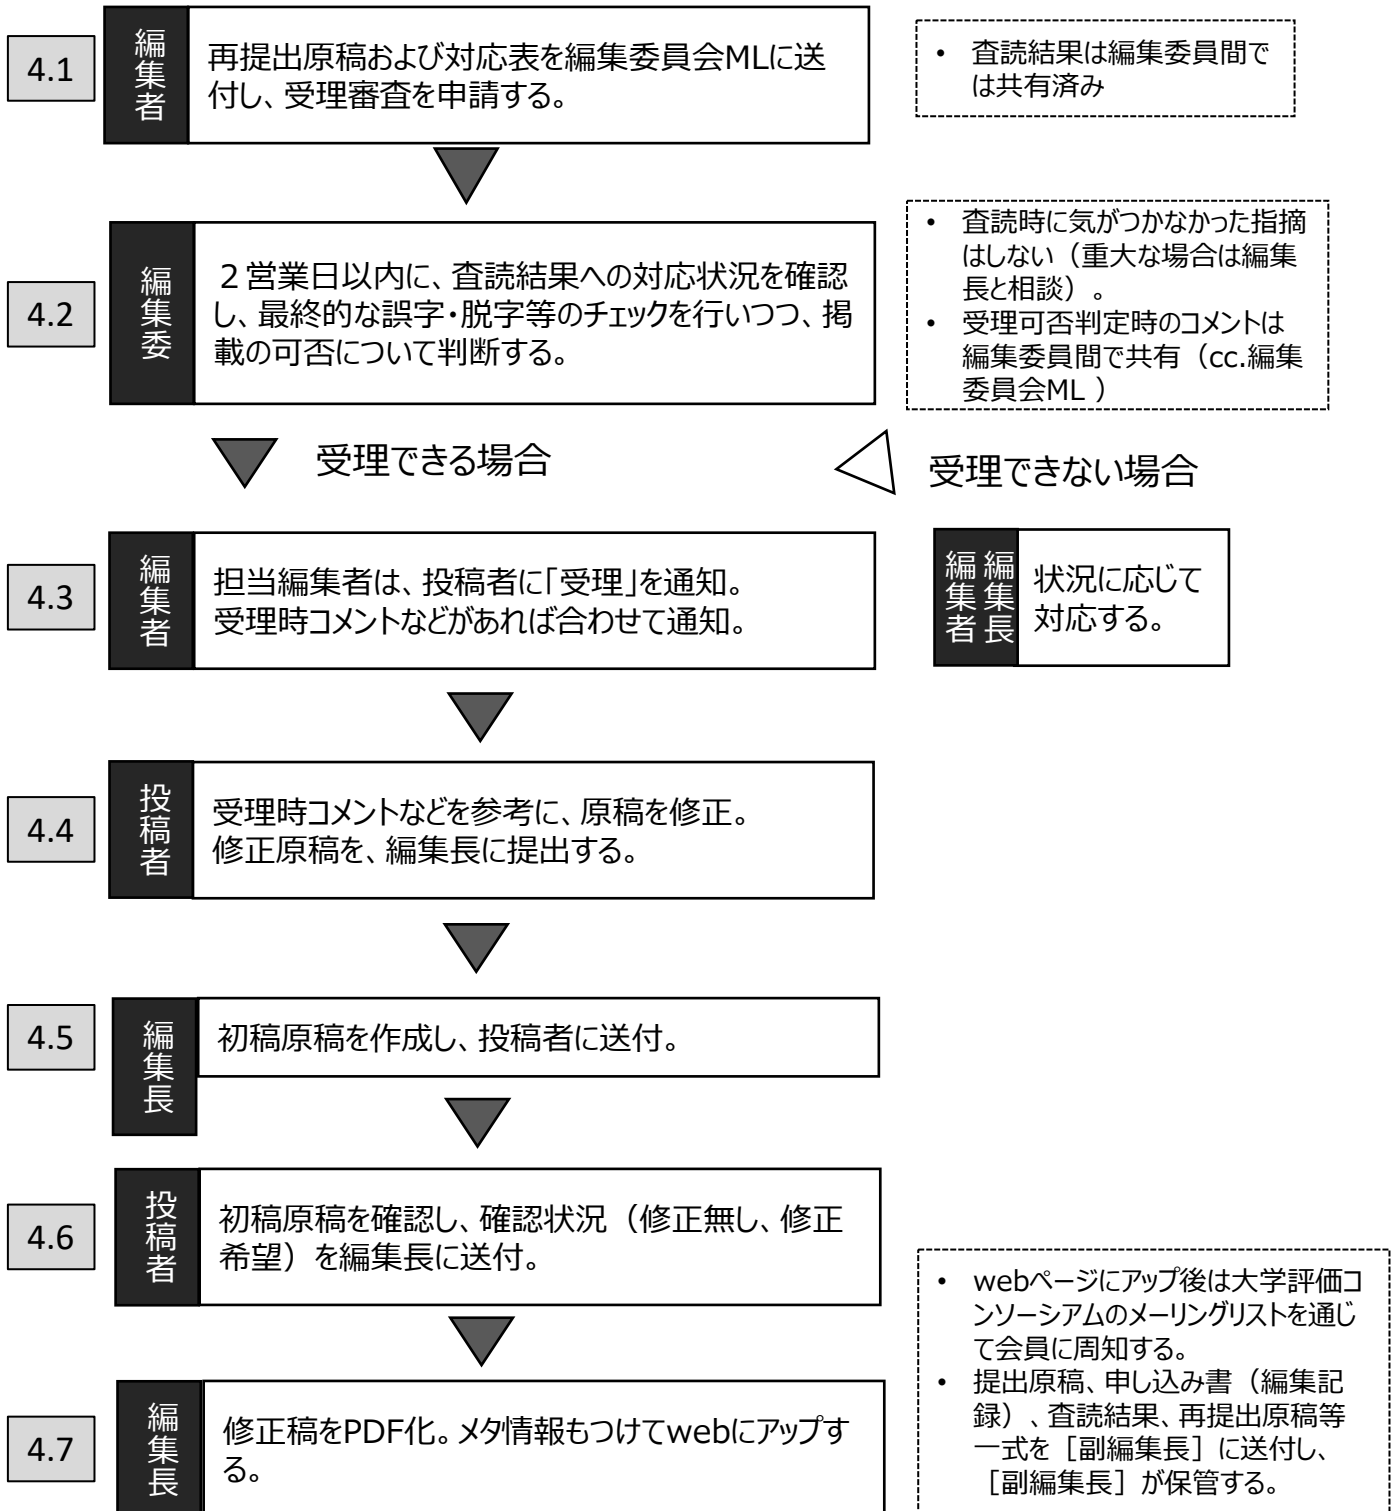 4.1
編集者
再提出原稿および対応表を編集委員会MLに送
付し、受理審査を申請する。
• 査読結果は編集委員間で
は共有済み
4.2
編集委
２営業日以内に、査読結果への対応状況を確認
し、最終的な誤字・脱字等のチェックを行いつつ、掲
載の可否について判断する。
• 査読時に気がつかなかった指摘
はしない（重大な場合は編集
長と相談）。
• 受理可否判定時のコメントは
編集委員間で共有（cc.編集
委員会ML ）
受理できる場合
受理できない場合
4.3
編集者
担当編集者は、投稿者に「受理」を通知。
受理時コメントなどがあれば合わせて通知。
編集長
編集者
状況に応じて
対応する。
4.4
投稿者
受理時コメントなどを参考に、原稿を修正。
修正原稿を、編集長に提出する。
4.5
編集長
初稿原稿を作成し、投稿者に送付。
4.6
投稿者
初稿原稿を確認し、確認状況（修正無し、修正
希望）を編集長に送付。
4.7
編集長
修正稿をPDF化。メタ情報もつけてwebにアップす
る。
• webページにアップ後は大学評価コ
ンソーシアムのメーリングリストを通じ
て会員に周知する。
• 提出原稿、申し込み書（編集記
録）、査読結果、再提出原稿等
一式を［副編集長］に送付し、
［副編集長］が保管する。